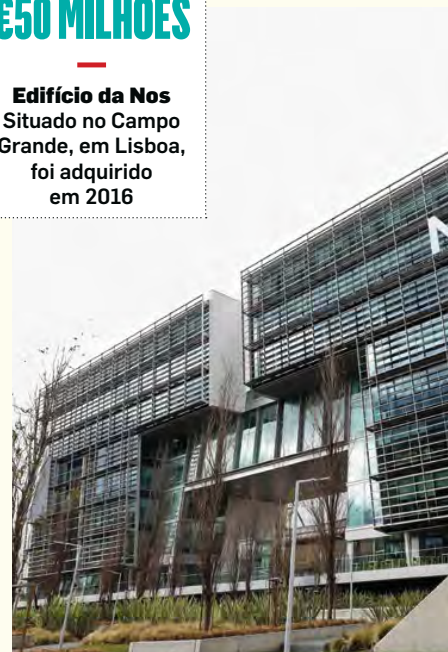 €50 MILHÕES
Edifício da Nos
Situado no Campo
Grande, em Lisboa,
foi adquirido
em 2016
N